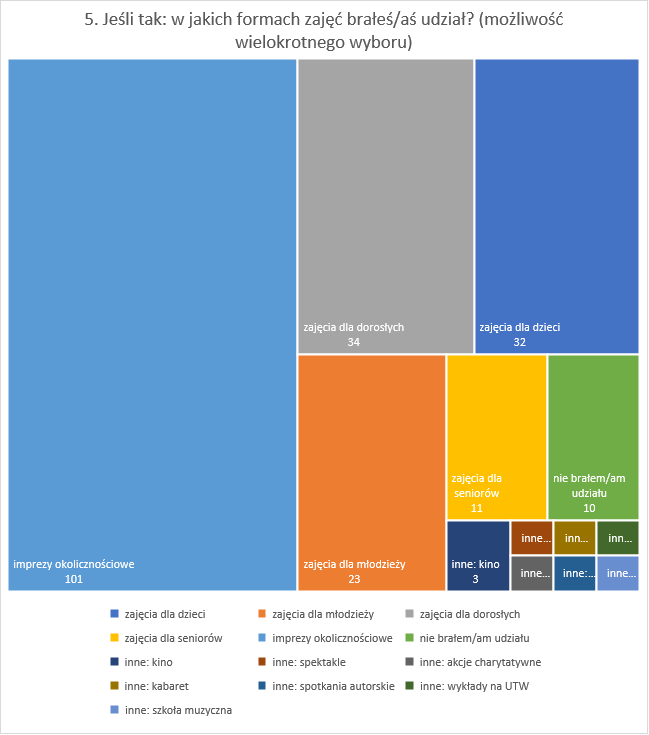 5. Jeśli tak: w jakich formach zajęć brałeś/aś udział? (możliwość
wielokrotnego wyboru)
zajęcia dla dorosłych
34
zajęcia dla dzieci
32
zajęcia dla seniorów
11
nie brałem/am
udziału
10
imprezy okolicznościowe
101
zajęcia dla młodzieży
23
inne: kino
3
inne...
inn...
inn...
inne...
inne:...
inne...
zajęcia dla dzieci
zajęcia dla młodzieży
zajęcia dla dorosłych
zajęcia dla seniorów
imprezy okolicznościowe
nie brałem/am udziału
inne: kino
inne: spektakle
inne: akcje charytatywne
inne: kabaret
inne: spotkania autorskie
inne: wykłady na UTW
inne: szkoła muzyczna